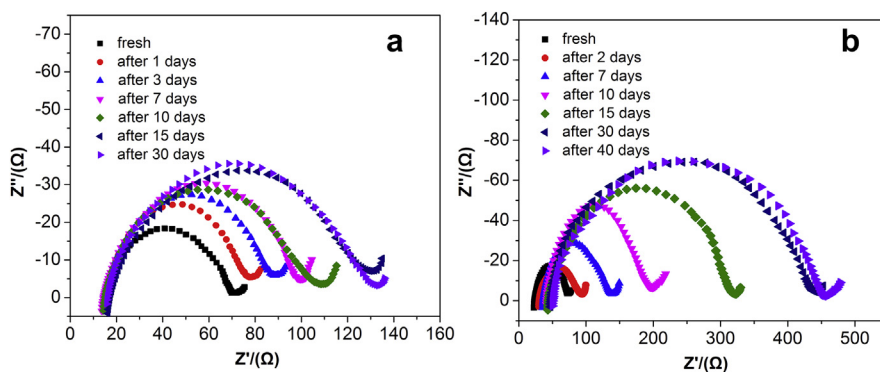 a
fresh
after 1 days
after 3 days
after 7 days
after 10 days
after 15 days
after 30 days
-70
-60
-50
-40
-30
-20
-10
0
Z''/(Ω)
0 20 40 60 80 100 120 140 160
Z'/(Ω)
b
fresh
after 2 days
after 7 days
after 10 days
after 15 days
after 30 days
after 40 days
-140
-120
-100
-80
-60
-40
-20
0
Z''/(Ω)
0 100 200 300 400 500
Z'/(Ω)